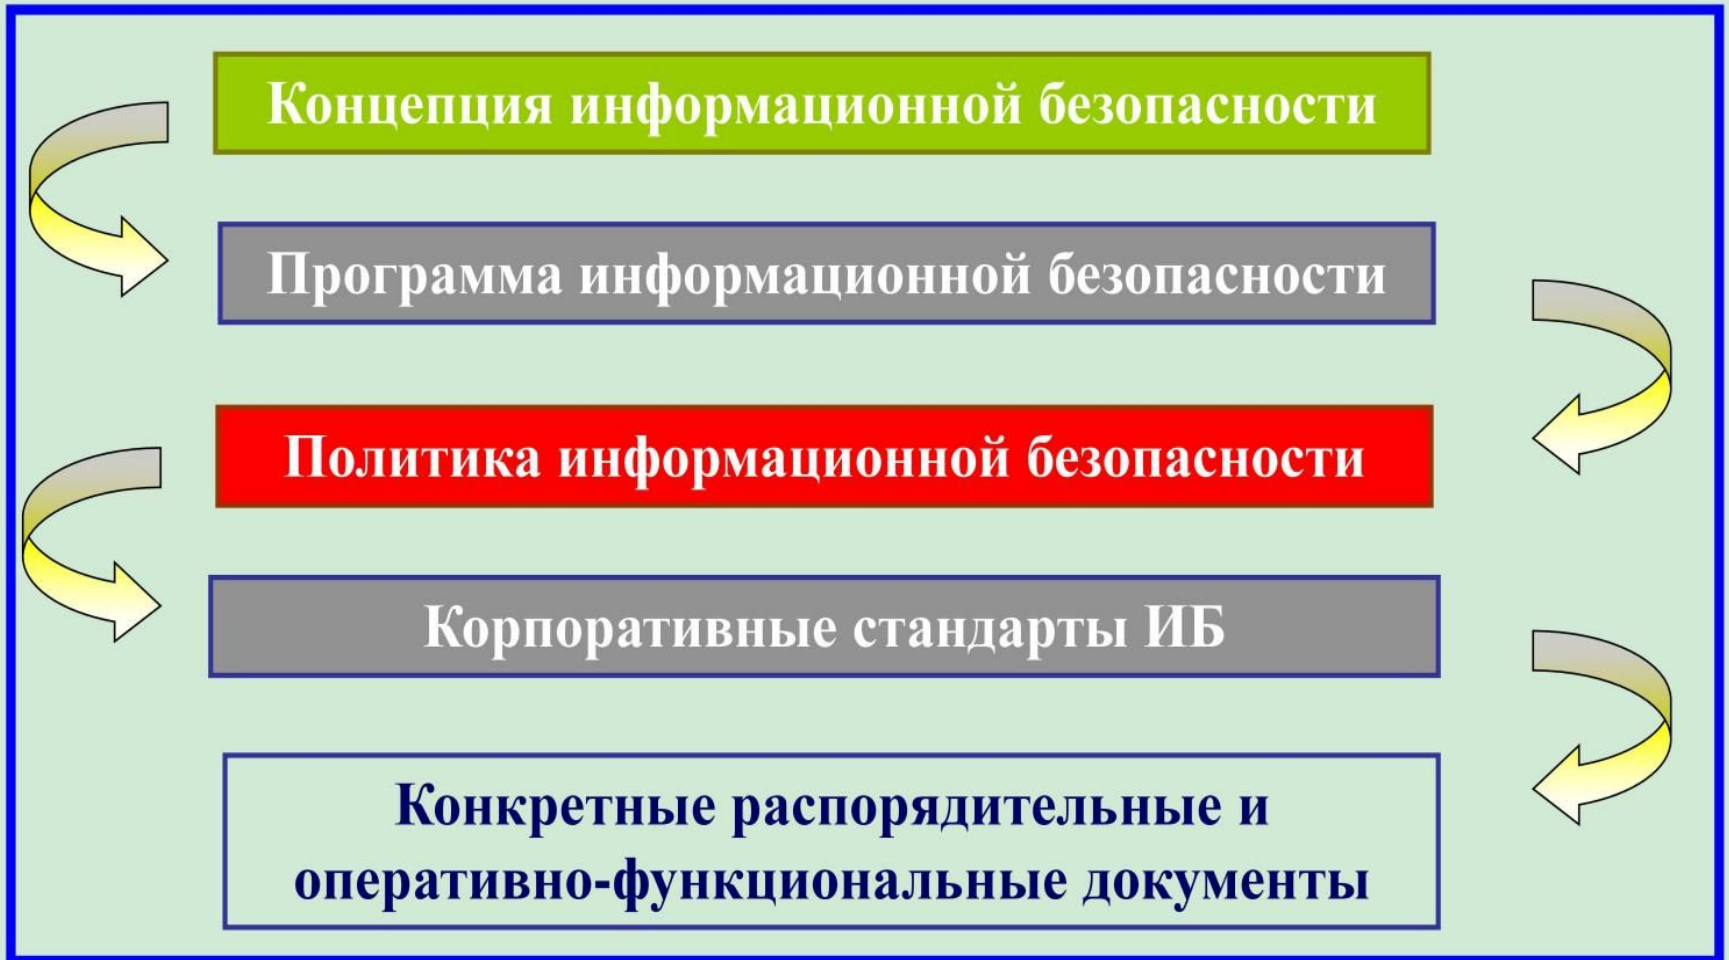 Концепция информационной безопасности
Программа информационной безопасности
Политика информационной безопасности
Корпоративные стандарты ИБ
Конкретные распорядительные и
оперативно-функциональные документы